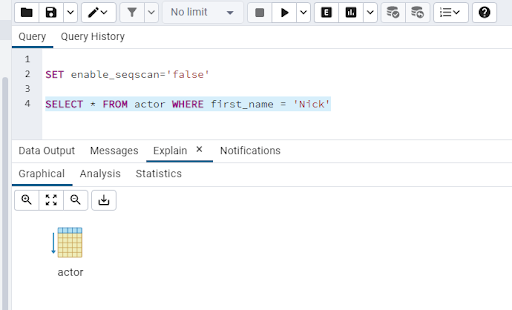 No limit
E
Query Query History
1
2 SET enable_seqscan='false'
3
4 SELECT * FROM actor WHERE first_name = 'Nick'
Data Output Messages Explain × Notifications
Graphical Analysis Statistics
actor